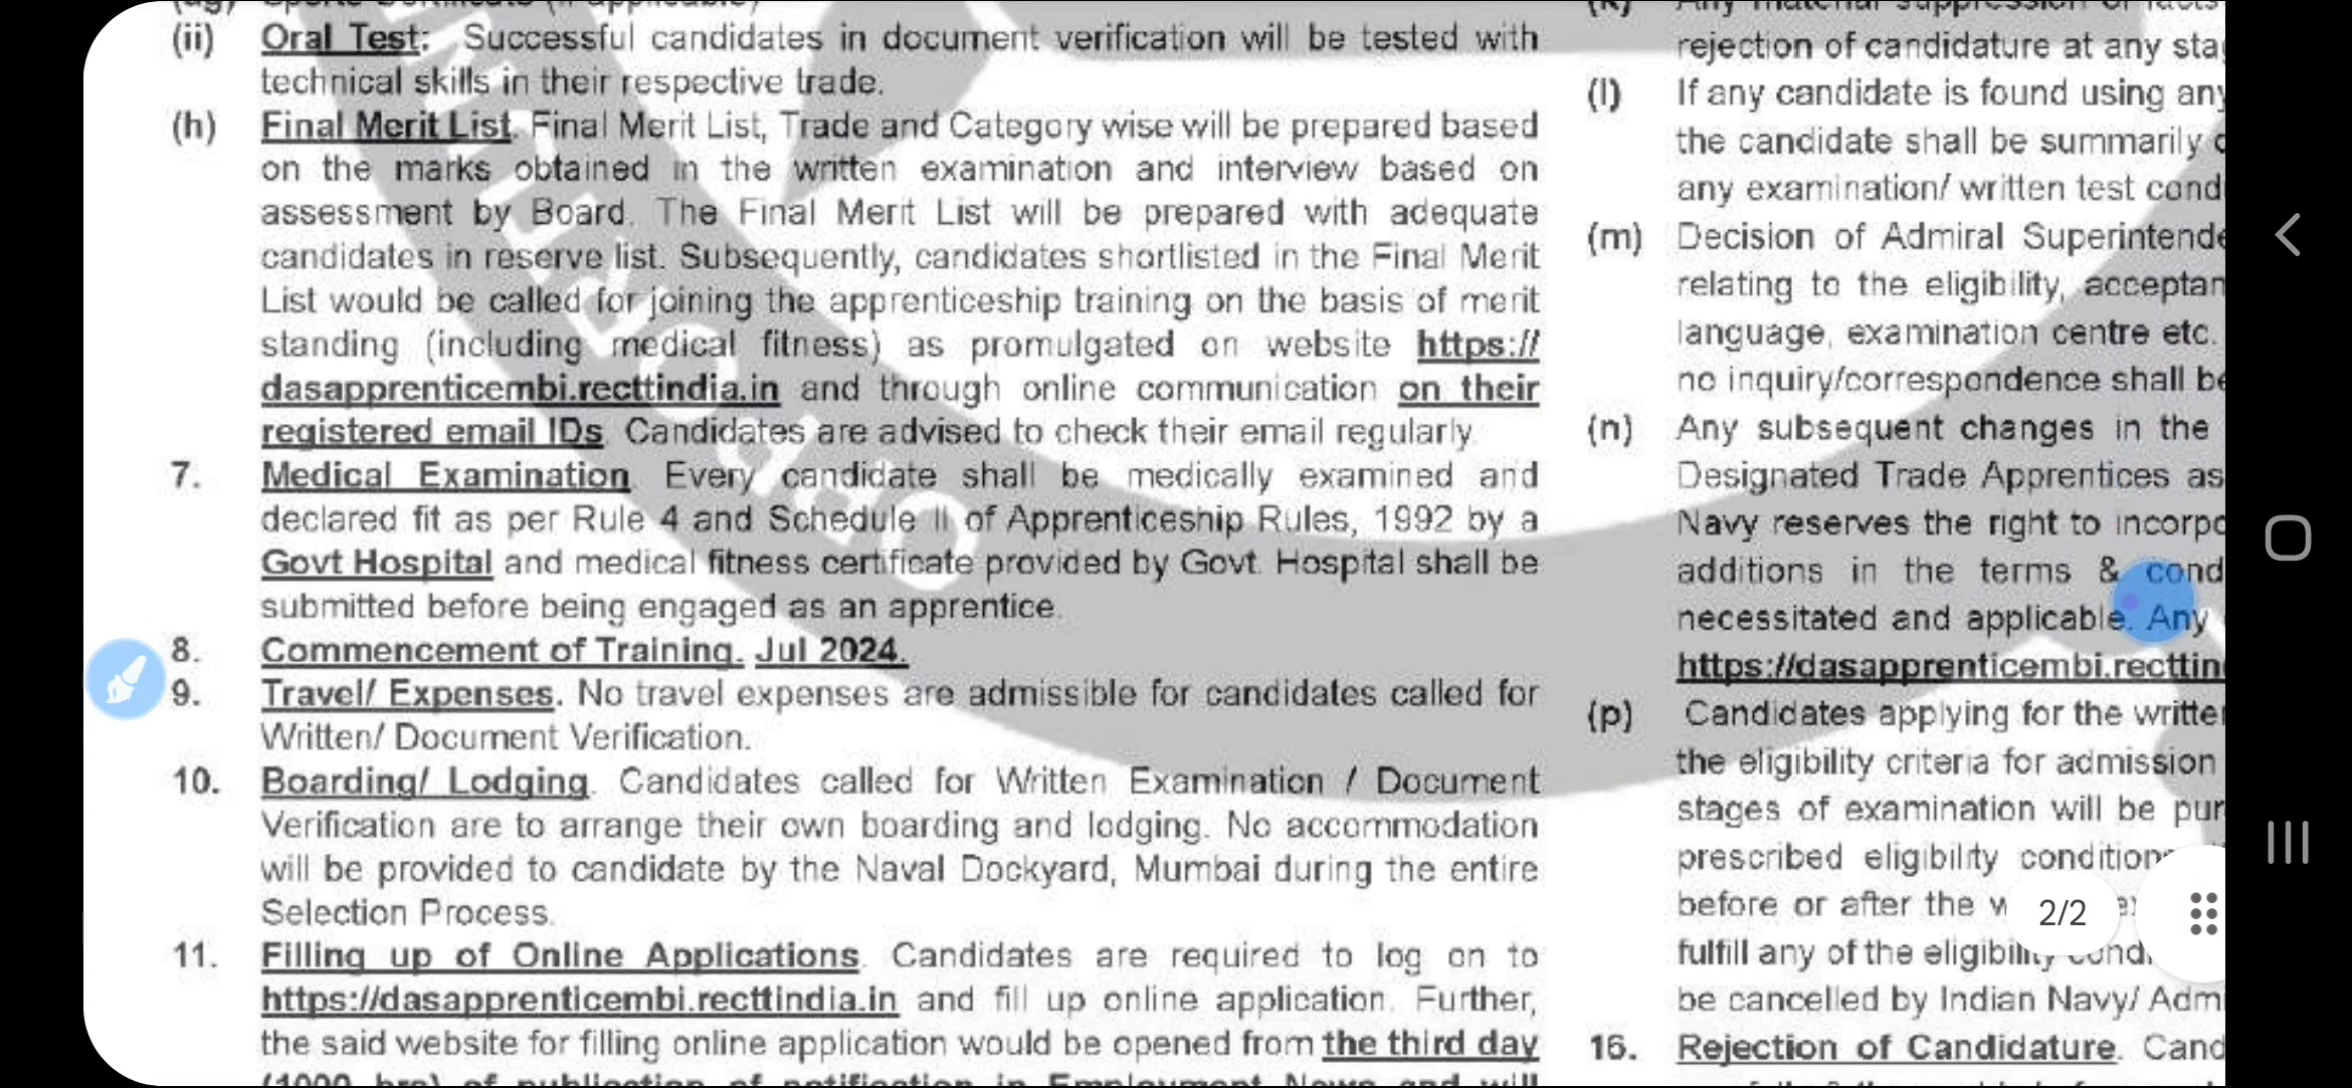 (ii) Oral Test: Successful candidates in document verification will be tested with
technical skills in their respective trade.
(h) Final Merit List. Final Merit List, Trade and Category wise will be prepared based
on the marks obtained in the written examination and interview based on
assessment by Board. The Final Merit List will be prepared with adequate
candidates in reserve list. Subsequently, candidates shortlisted in the Final Merit
List would be called for joining the apprenticeship training on the basis of merit
standing (including medical fitness) as promulgated on website https://
dasapprenticembi.recttindia.in and through online communication on their
registered email IDs. Candidates are advised to check their email regularly.
7. Medical Examination. Every candidate shall be medically examined and
declared fit as per Rule 4 and Schedule II of Apprenticeship Rules, 1992 by a
Govt Hospital and medical fitness certificate provided by Govt. Hospital shall be
submitted before being engaged as an apprentice.
8. Commencement of Training. Jul 2024.
9. Travel/ Expenses. No travel expenses are admissible for candidates called for
Written/ Document Verification.
10. Boarding/ Lodging. Candidates called for Written Examination / Document
Verification are to arrange their own boarding and lodging. No accommodation
will be provided to candidate by the Naval Dockyard, Mumbai during the entire
Selection Process.
11. Filling up of Online Applications. Candidates are required to log on to
https://dasapprenticembi.recttindia.in and fill up online application. Further,
the said website for filling online application would be opened from the third day
(k) Any material suppression of facts
rejection of candidature at any
(l) If any candidate is found using any
the candidate shall be summarily
any examination/ written test
(m) Decision of Admiral
relating to the eligibility,
language, examination centre etc.
no inquiry/correspondence shall
(n) Any subsequent changes in the
Designated Trade Apprentices as
Navy reserves the right to
additions in the terms & cond
necessitated and applicable. Any
https://dasapprenticembi.recttin
(p) Candidates applying for the
the eligibility criteria for admission
stages of examination will be
prescribed eligibility
before or after the
fulfill any of the eligibility
be cancelled by Indian Navy/
16. Rejection of Candidature. Cand
2/2